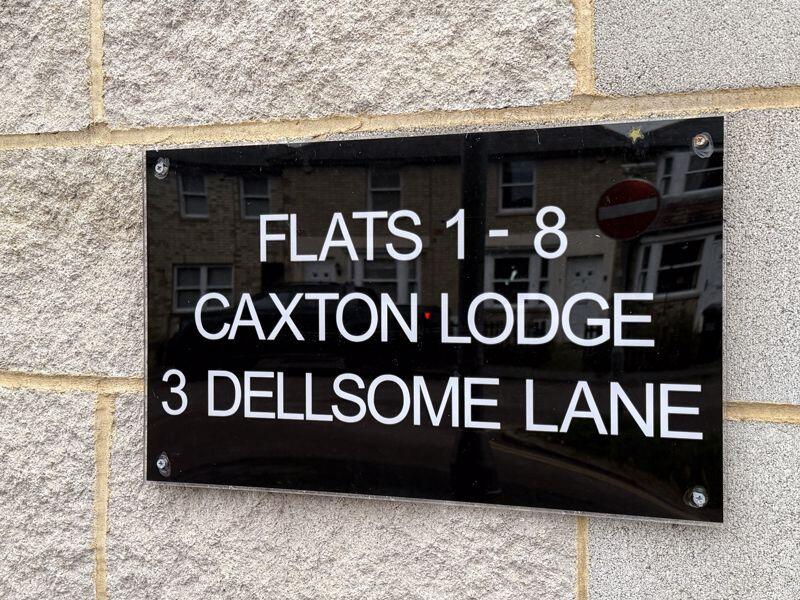 FLATS 1 - 8
CAXTON LODGE
3 DELLSOME LANE